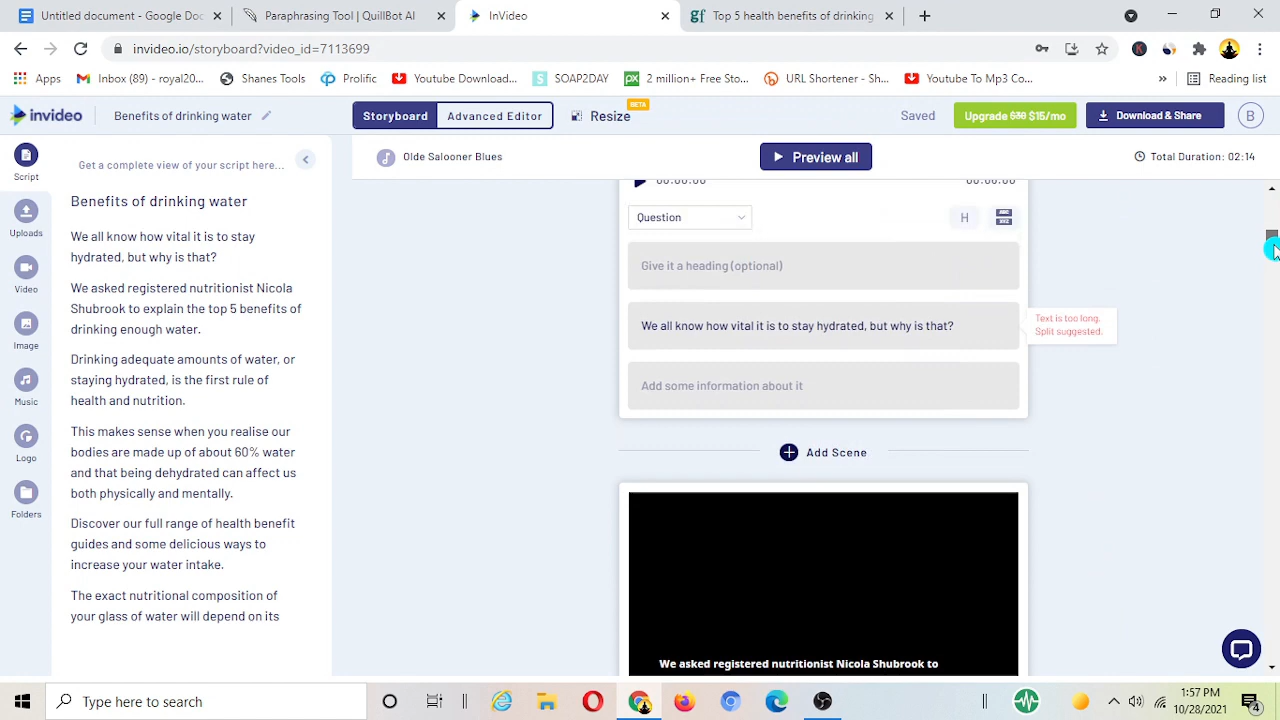 Untitled document - Google Doc
Paraphrasing Tool | QuillBot AI
InVideo
Top 5 health benefits of drinking
invideo.io/storyboard?video_id=7113699
Apps
Inbox (89) - royal20...
Shanes Tools
Prolific
Youtube Download...
SOAP2DAY
2 million+ Free Sto...
URL Shortener - Sh...
Youtube To Mp3 Co...
»
Reading list
invideo
Benefits of drinking water
Storyboard
Advanced Editor
Resize
BETA
Saved
Upgrade $30 $15/mo
Download & Share
B
Script
Get a complete view of your script here...
Olde Salooner Blues
Preview all
Total Duration: 02:14
Uploads
Video
Image
Music
Logo
Folders
Benefits of drinking water
We all know how vital it is to stay
hydrated, but why is that?
We asked registered nutritionist Nicola
Shubrook to explain the top 5 benefits of
drinking enough water.
Drinking adequate amounts of water, or
staying hydrated, is the first rule of
health and nutrition.
This makes sense when you realise our
bodies are made up of about 60% water
and that being dehydrated can affect us
both physically and mentally.
Discover our full range of health benefit
guides and some delicious ways to
increase your water intake.
The exact nutritional composition of
your glass of water will depend on its
00:00:00
00:00:00
Question
H
ABC
XYZ
Give it a heading (optional)
We all know how vital it is to stay hydrated, but why is that?
Text is too long.
Split suggested.
Add some information about it
Add Scene
We asked registered nutritionist Nicola Shubrook to
Type here to search
1:57 PM
10/28/2021
4